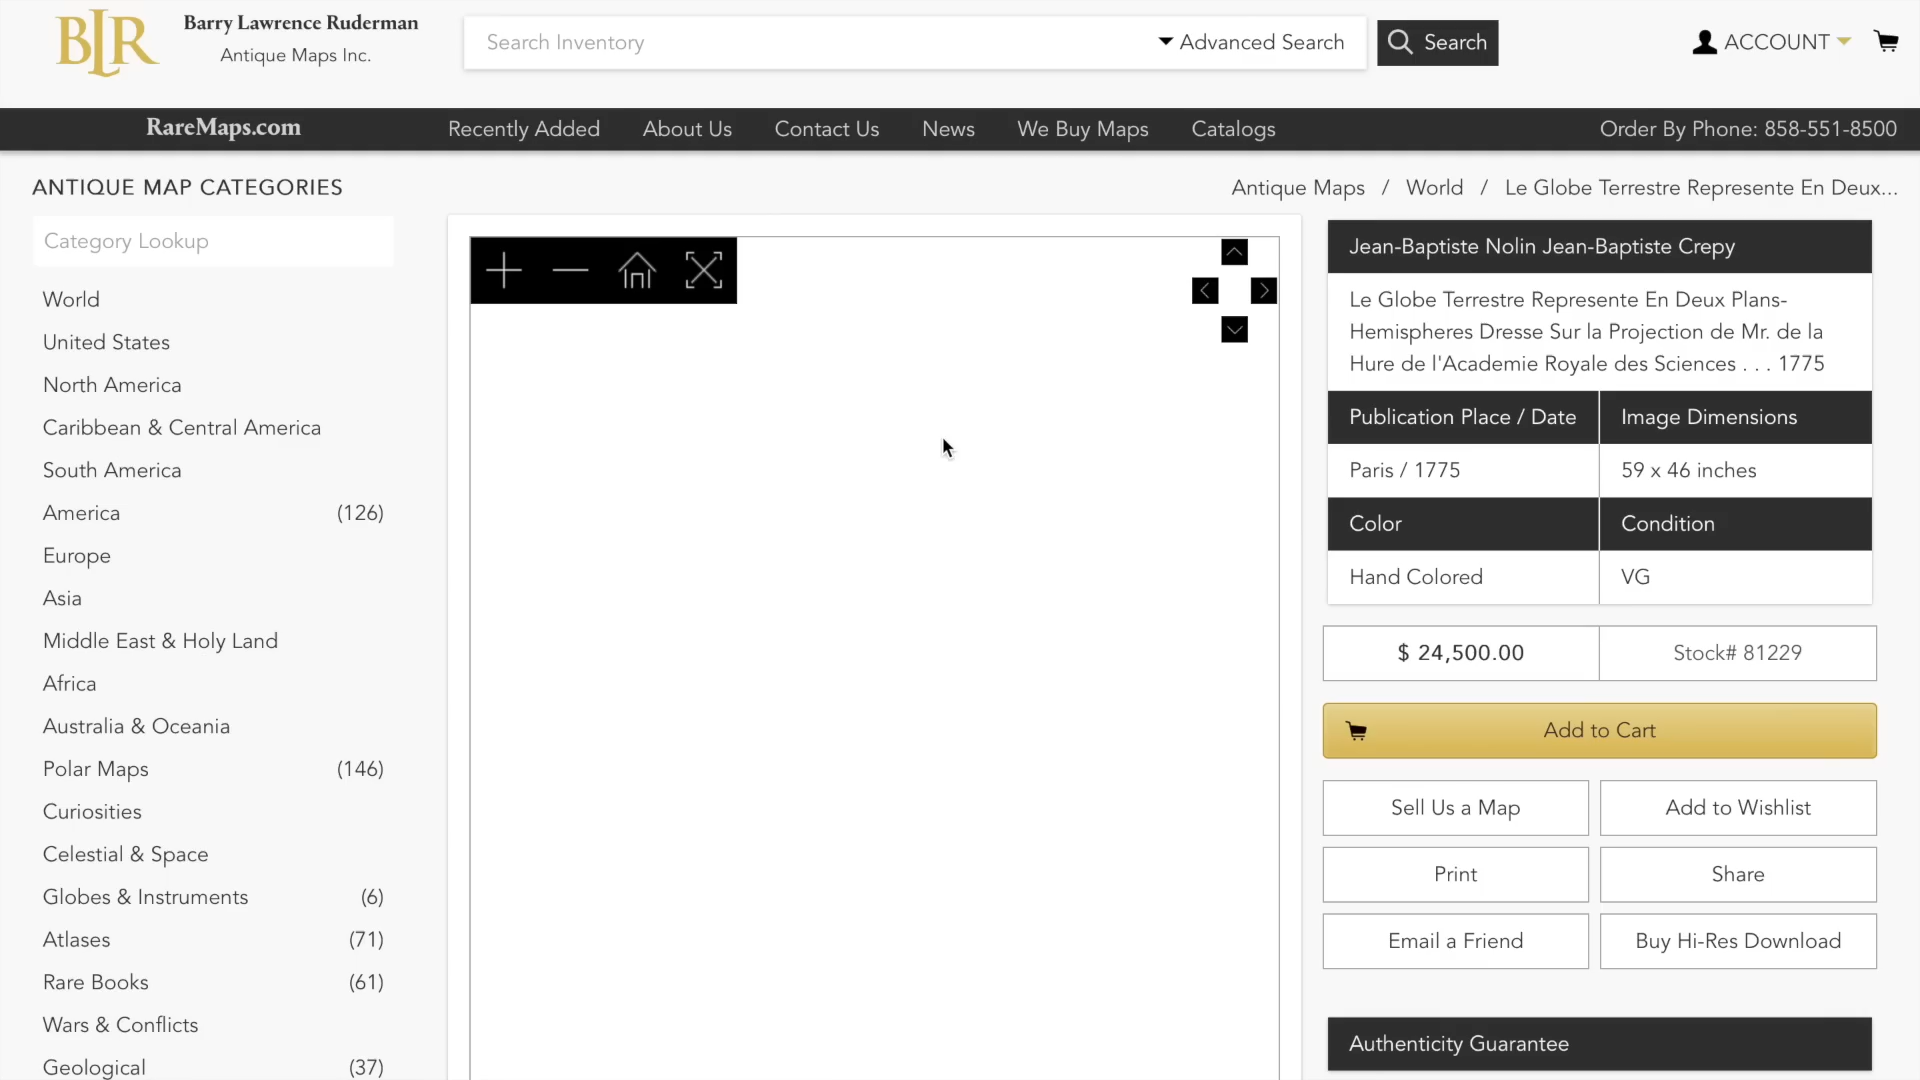 BLR
Barry Lawrence Ruderman
Antique Maps Inc.
Search Inventory
Advanced Search
Search
ACCOUNT
RareMaps.com
Recently Added
About Us
Contact Us
News
We Buy Maps
Catalogs
Order By Phone: 858-551-8500
ANTIQUE MAP CATEGORIES
Antique Maps / World / Le Globe Terrestre Represente En Deux...
Category Lookup
World
United States
North America
Caribbean & Central America
South America
America (126)
Europe
Asia
Middle East & Holy Land
Africa
Australia & Oceania
Polar Maps (146)
Curiosities
Celestial & Space
Globes & Instruments (6)
Atlases (71)
Rare Books (61)
Wars & Conflicts
Geological (37)
Jean-Baptiste Nolin Jean-Baptiste Crepy
Le Globe Terrestre Represente En Deux Plans-
Hemispheres Dresse Sur la Projection de Mr. de la
Hure de l'Academie Royale des Sciences . . . 1775
Publication Place / Date
Image Dimensions
Paris / 1775
59 x 46 inches
Color
Condition
Hand Colored
VG
$ 24,500.00
Stock# 81229
Add to Cart
Sell Us a Map
Add to Wishlist
Print
Share
Email a Friend
Buy Hi-Res Download
Authenticity Guarantee